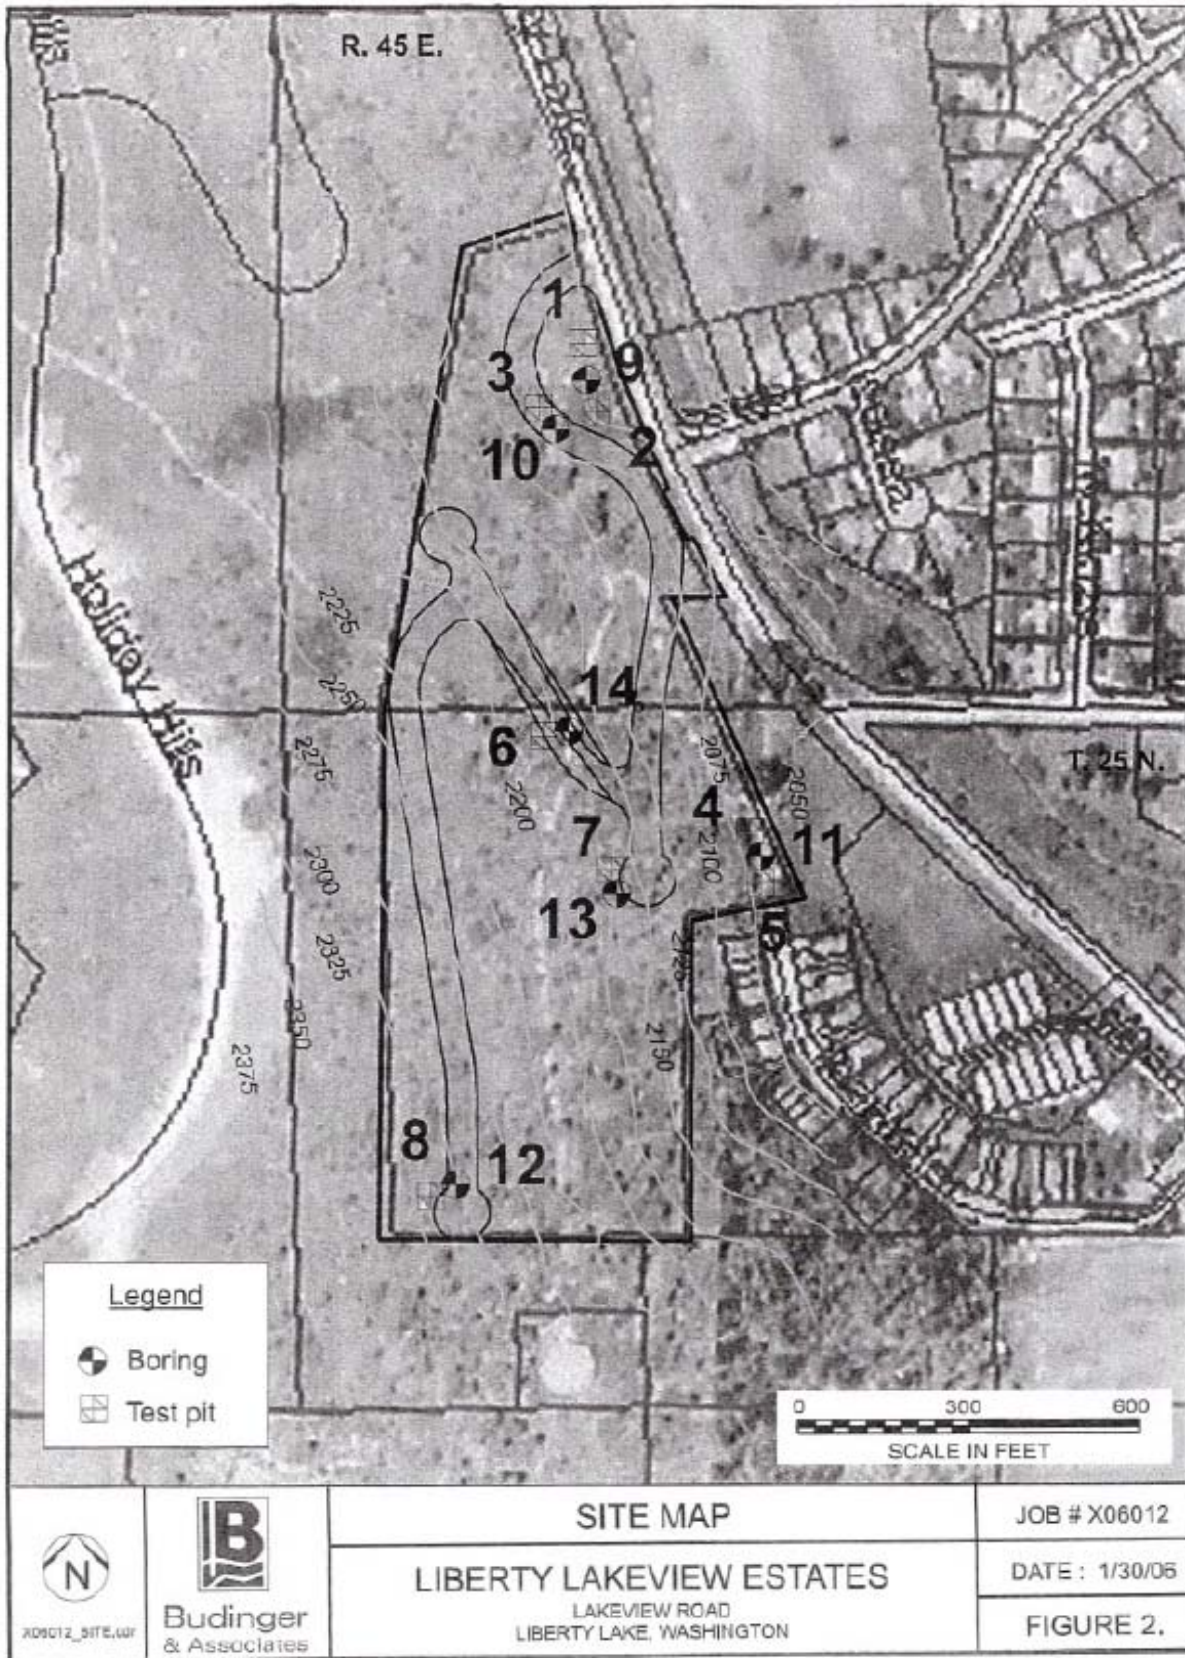 R. 45 E.
1
3
9
2
10
Holiday Hills
2225
2250
14
2275
6
2075
T. 25 N.
2050
2200
4
7
2100
11
2300
13
5
2325
2125
2350
2150
2375
8
12
Legend
Boring
Test pit
0 300 600
SCALE IN FEET
N
X06012_SITE.cdr
B
Budinger
& Associates
SITE MAP
LIBERTY LAKEVIEW ESTATES
LAKEVIEW ROAD
LIBERTY LAKE, WASHINGTON
JOB # X06012
DATE : 1/30/06
FIGURE 2.